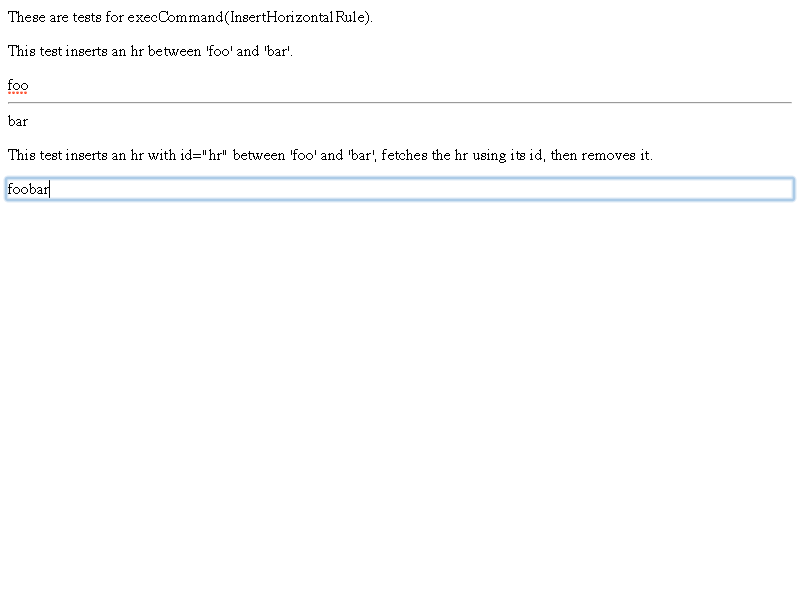 These are tests for execCommand(InsertHorizontalRule).
This test inserts an hr between 'foo' and 'bar'.
foo
bar
This test inserts an hr with id="hr" between 'foo' and 'bar', fetches the hr using its id, then removes it.
foobar